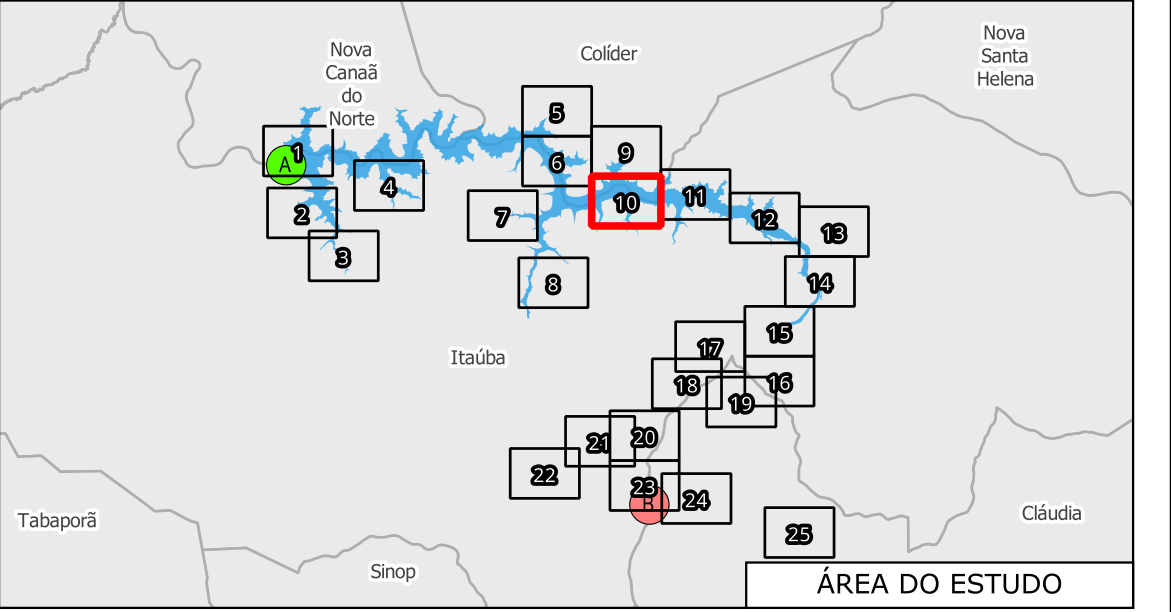 Nova
Canaã
do
Norte
Colíder
Nova
Santa
Helena
5
1
A
6
9
4
2
7
10
11
12
13
3
8
14
Itaúba
15
17
18
16
19
21
20
22
23
B
24
25
Tabaporã
Cláudia
Sinop
ÁREA DO ESTUDO